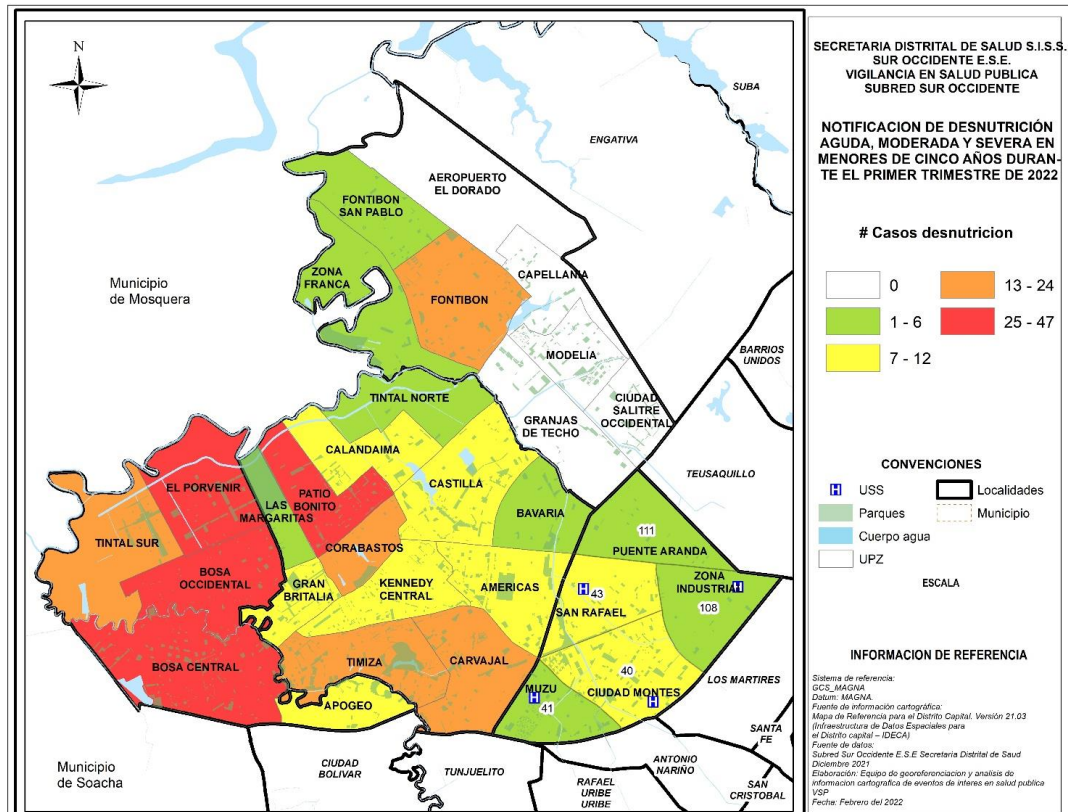 N
SUBA
ENGATIVA
AEROPUERTO
EL DORADO
FONTIBON
SAN PABLO
Municipio
de Mosquera
ZONA
FRANCA
FONTIBON
CAPELLANIA
MODELIA
BARRIOS
UNIDOS
CIUDAD
SALITRE
OCCIDENTAL
GRANJAS
DE TECHO
TINTAL NORTE
CALANDAIMA
TEUSAQUILLO
CASTILLA
EL PORVENIR
LAS
MARGARITAS
PATIO
BONITO
BAVARIA
TINTAL SUR
CORABASTOS
111
PUENTE ARANDA
BOSA
OCCIDENTAL
GRAN
BRITALIA
KENNEDY
CENTRAL
AMERICAS
H
43
SAN RAFAEL
ZONA
INDUSTRIAL
H
108
BOSA CENTRAL
TIMIZA
CARVAJAL
40
CIUDAD MONTES
H
MUZU
H
41
LOS MARTIRES
APOGEO
Municipio
de Soacha
CIUDAD
BOLIVAR
TUNJUELITO
RAFAEL
URIBE
URIBE
ANTONIO
NARIÑO
SANTA
FE
SAN
CRISTOBAL
SECRETARIA DISTRITAL DE SALUD S.I.S.S.
SUR OCCIDENTE E.S.E.
VIGILANCIA EN SALUD PUBLICA
SUBRED SUR OCCIDENTE
NOTIFICACION DE DESNUTRICIÓN
AGUDA, MODERADA Y SEVERA EN
MENORES DE CINCO AÑOS DURAN-
TE EL PRIMER TRIMESTRE DE 2022
# Casos desnutricion
0
13 - 24
1 - 6
25 - 47
7 - 12
CONVENCIONES
H USS
Localidades
Parques
Municipio
Cuerpo agua
UPZ
ESCALA
INFORMACION DE REFERENCIA
Sistema de referencia:
GCS_MAGNA
Datum: MAGNA.
Fuente de información cartográfica:
Mapa de Referencia para el Distrito Capital. Versión 21.03
(Infraestructura de Datos Especiales para
el Distrito capital – IDECA)
Fuente de datos:
Subred Sur Occidente E.S.E Secretaria Distrital de Saud
Diciembre 2021
Elaboración: Equipo de georoferenciacion y analisis de
informacion cartografica de eventos de interes en salud publica
VSP
Fecha: Febrero del 2022